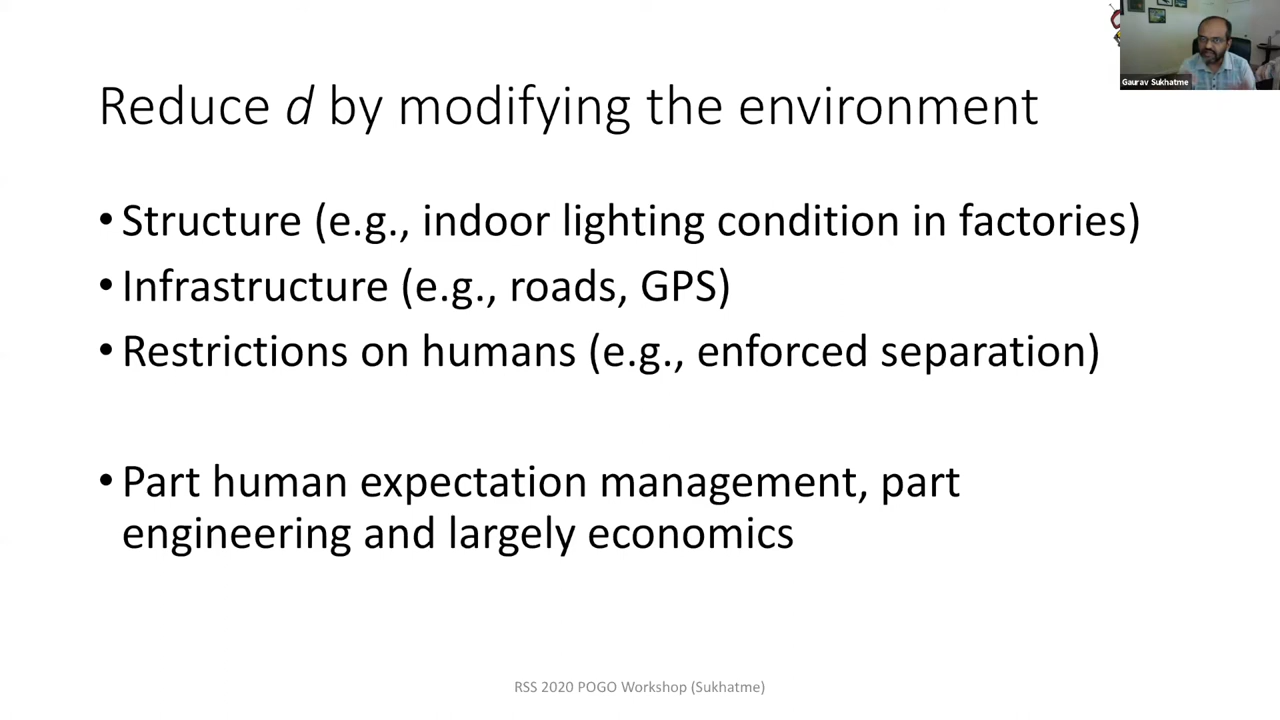 Gaurav Sukhatme
Reduce d by modifying the environment
• Structure (e.g., indoor lighting condition in factories)
• Infrastructure (e.g., roads, GPS)
• Restrictions on humans (e.g., enforced separation)
• Part human expectation management, part
engineering and largely economics
RSS 2020 POGO Workshop (Sukhatme)